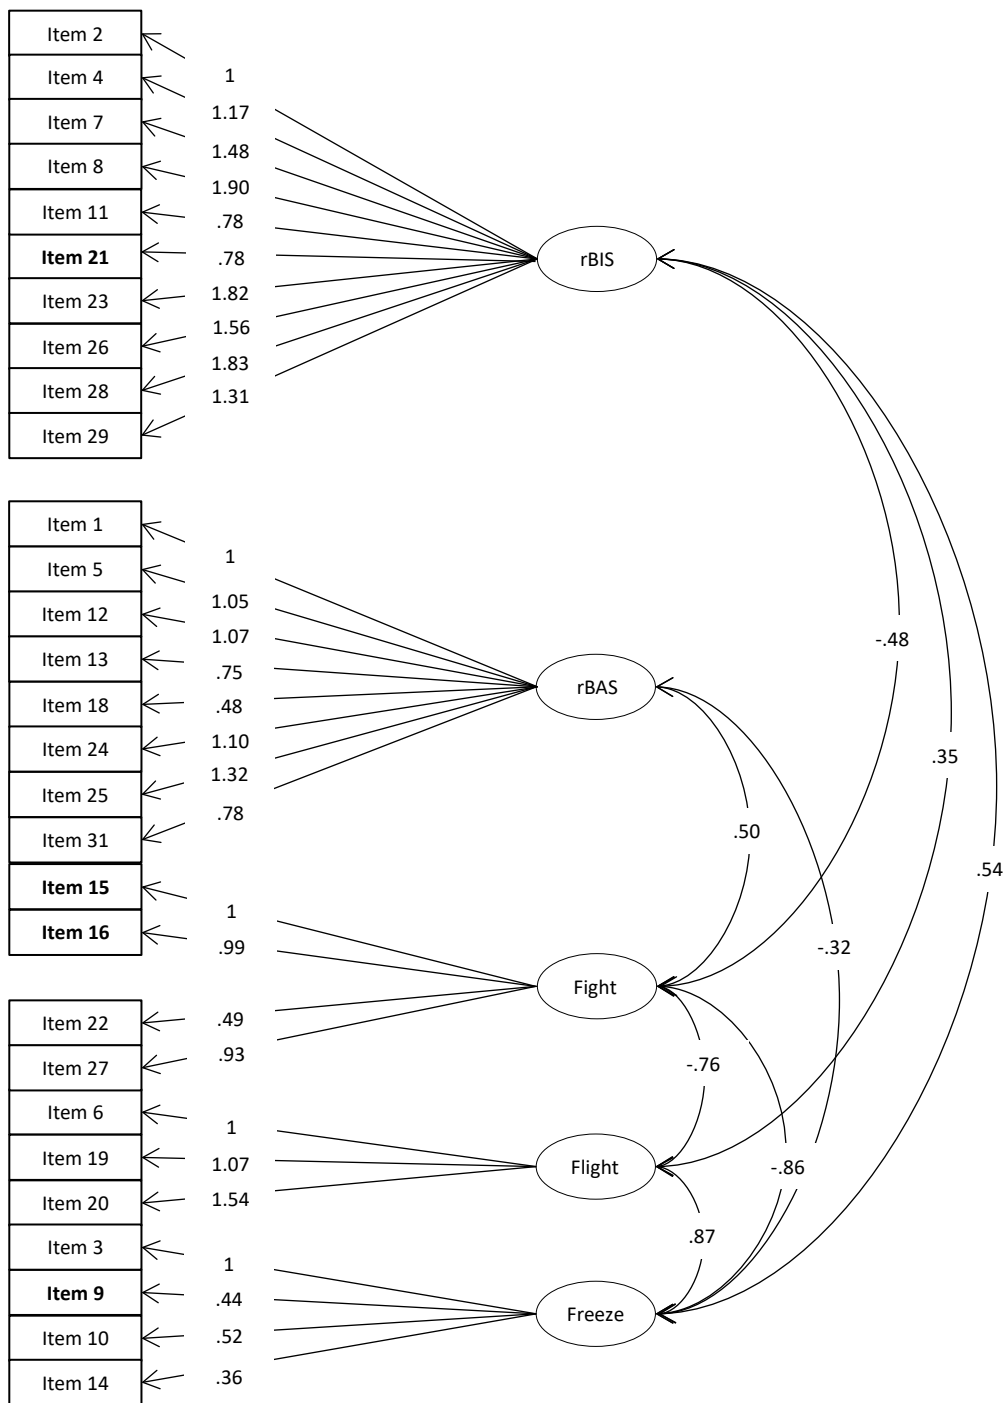 Item 2
Item 4
Item 7
Item 8
Item 11
Item 21
Item 23
Item 26
Item 28
Item 29
1
1.17
1.48
1.90
.78
.78
1.82
1.56
1.83
1.31
rBIS
Item 1
Item 5
Item 12
Item 13
Item 18
Item 24
Item 25
Item 31
Item 15
Item 16
1
1.05
1.07
.75
.48
1.10
1.32
.78
rBAS
1
.99
.49
.93
Fight
Item 22
Item 27
Item 6
Item 19
Item 20
Item 3
Item 9
Item 10
Item 14
1
1.07
1.54
Flight
1
.44
.52
.36
Freeze
-.48
.35
.50
.54
-.32
-.76
-.86
.87